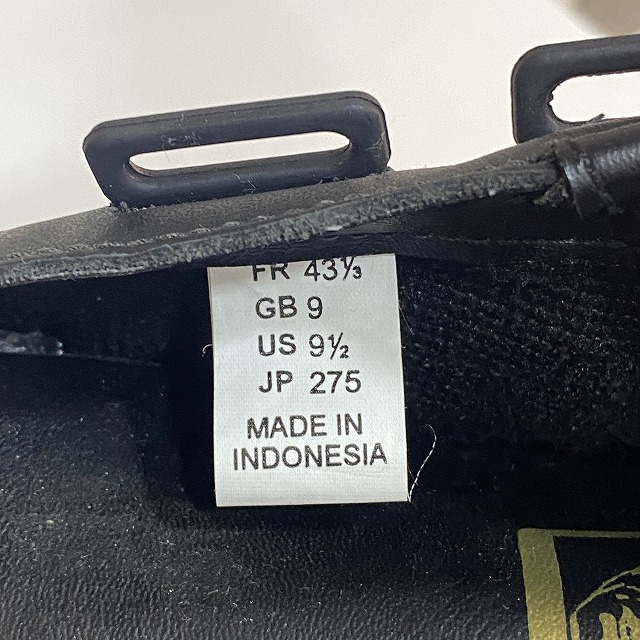 FR 43⅓
GB 9
US 9½
JP 275
MADE IN
INDONESIA